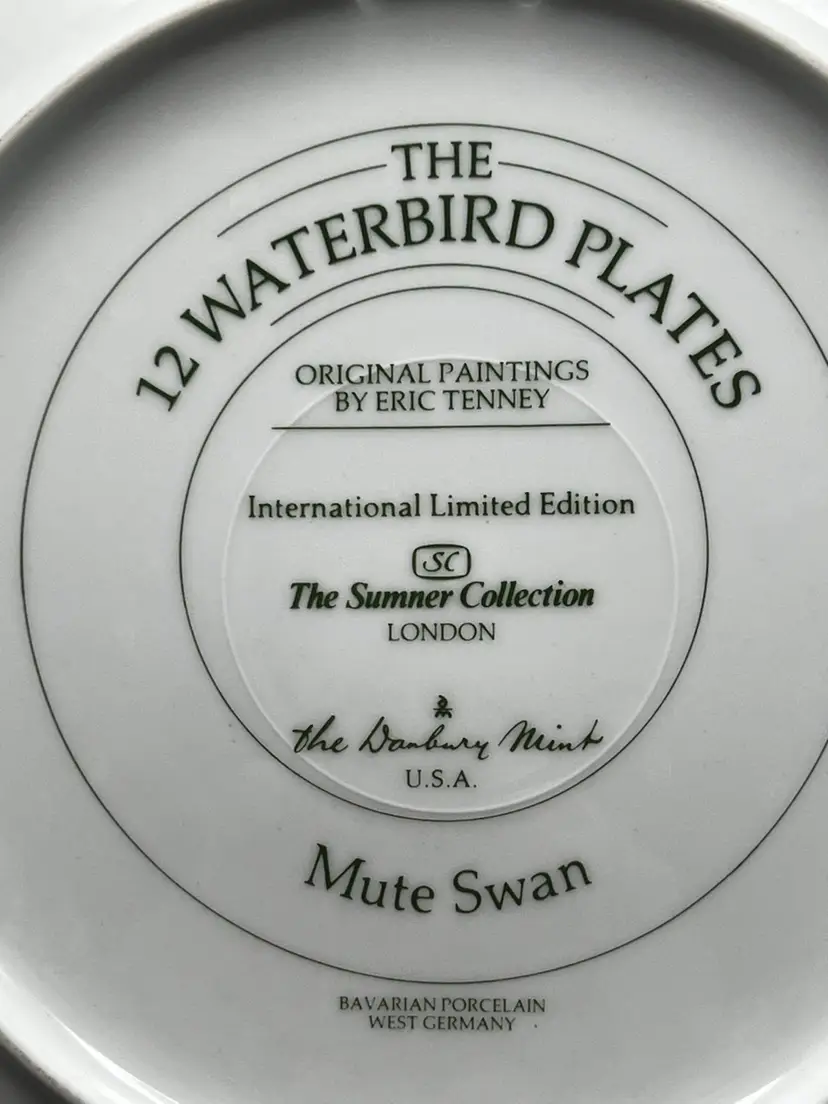 THE
12 WATERBIRD PLATES
ORIGINAL PAINTINGS
BY ERIC TENNEY
International Limited Edition
SC
The Sumner Collection
LONDON
The Danbury Mint
U.S.A.
Mute Swan
BAVARIAN PORCELAIN
WEST GERMANY